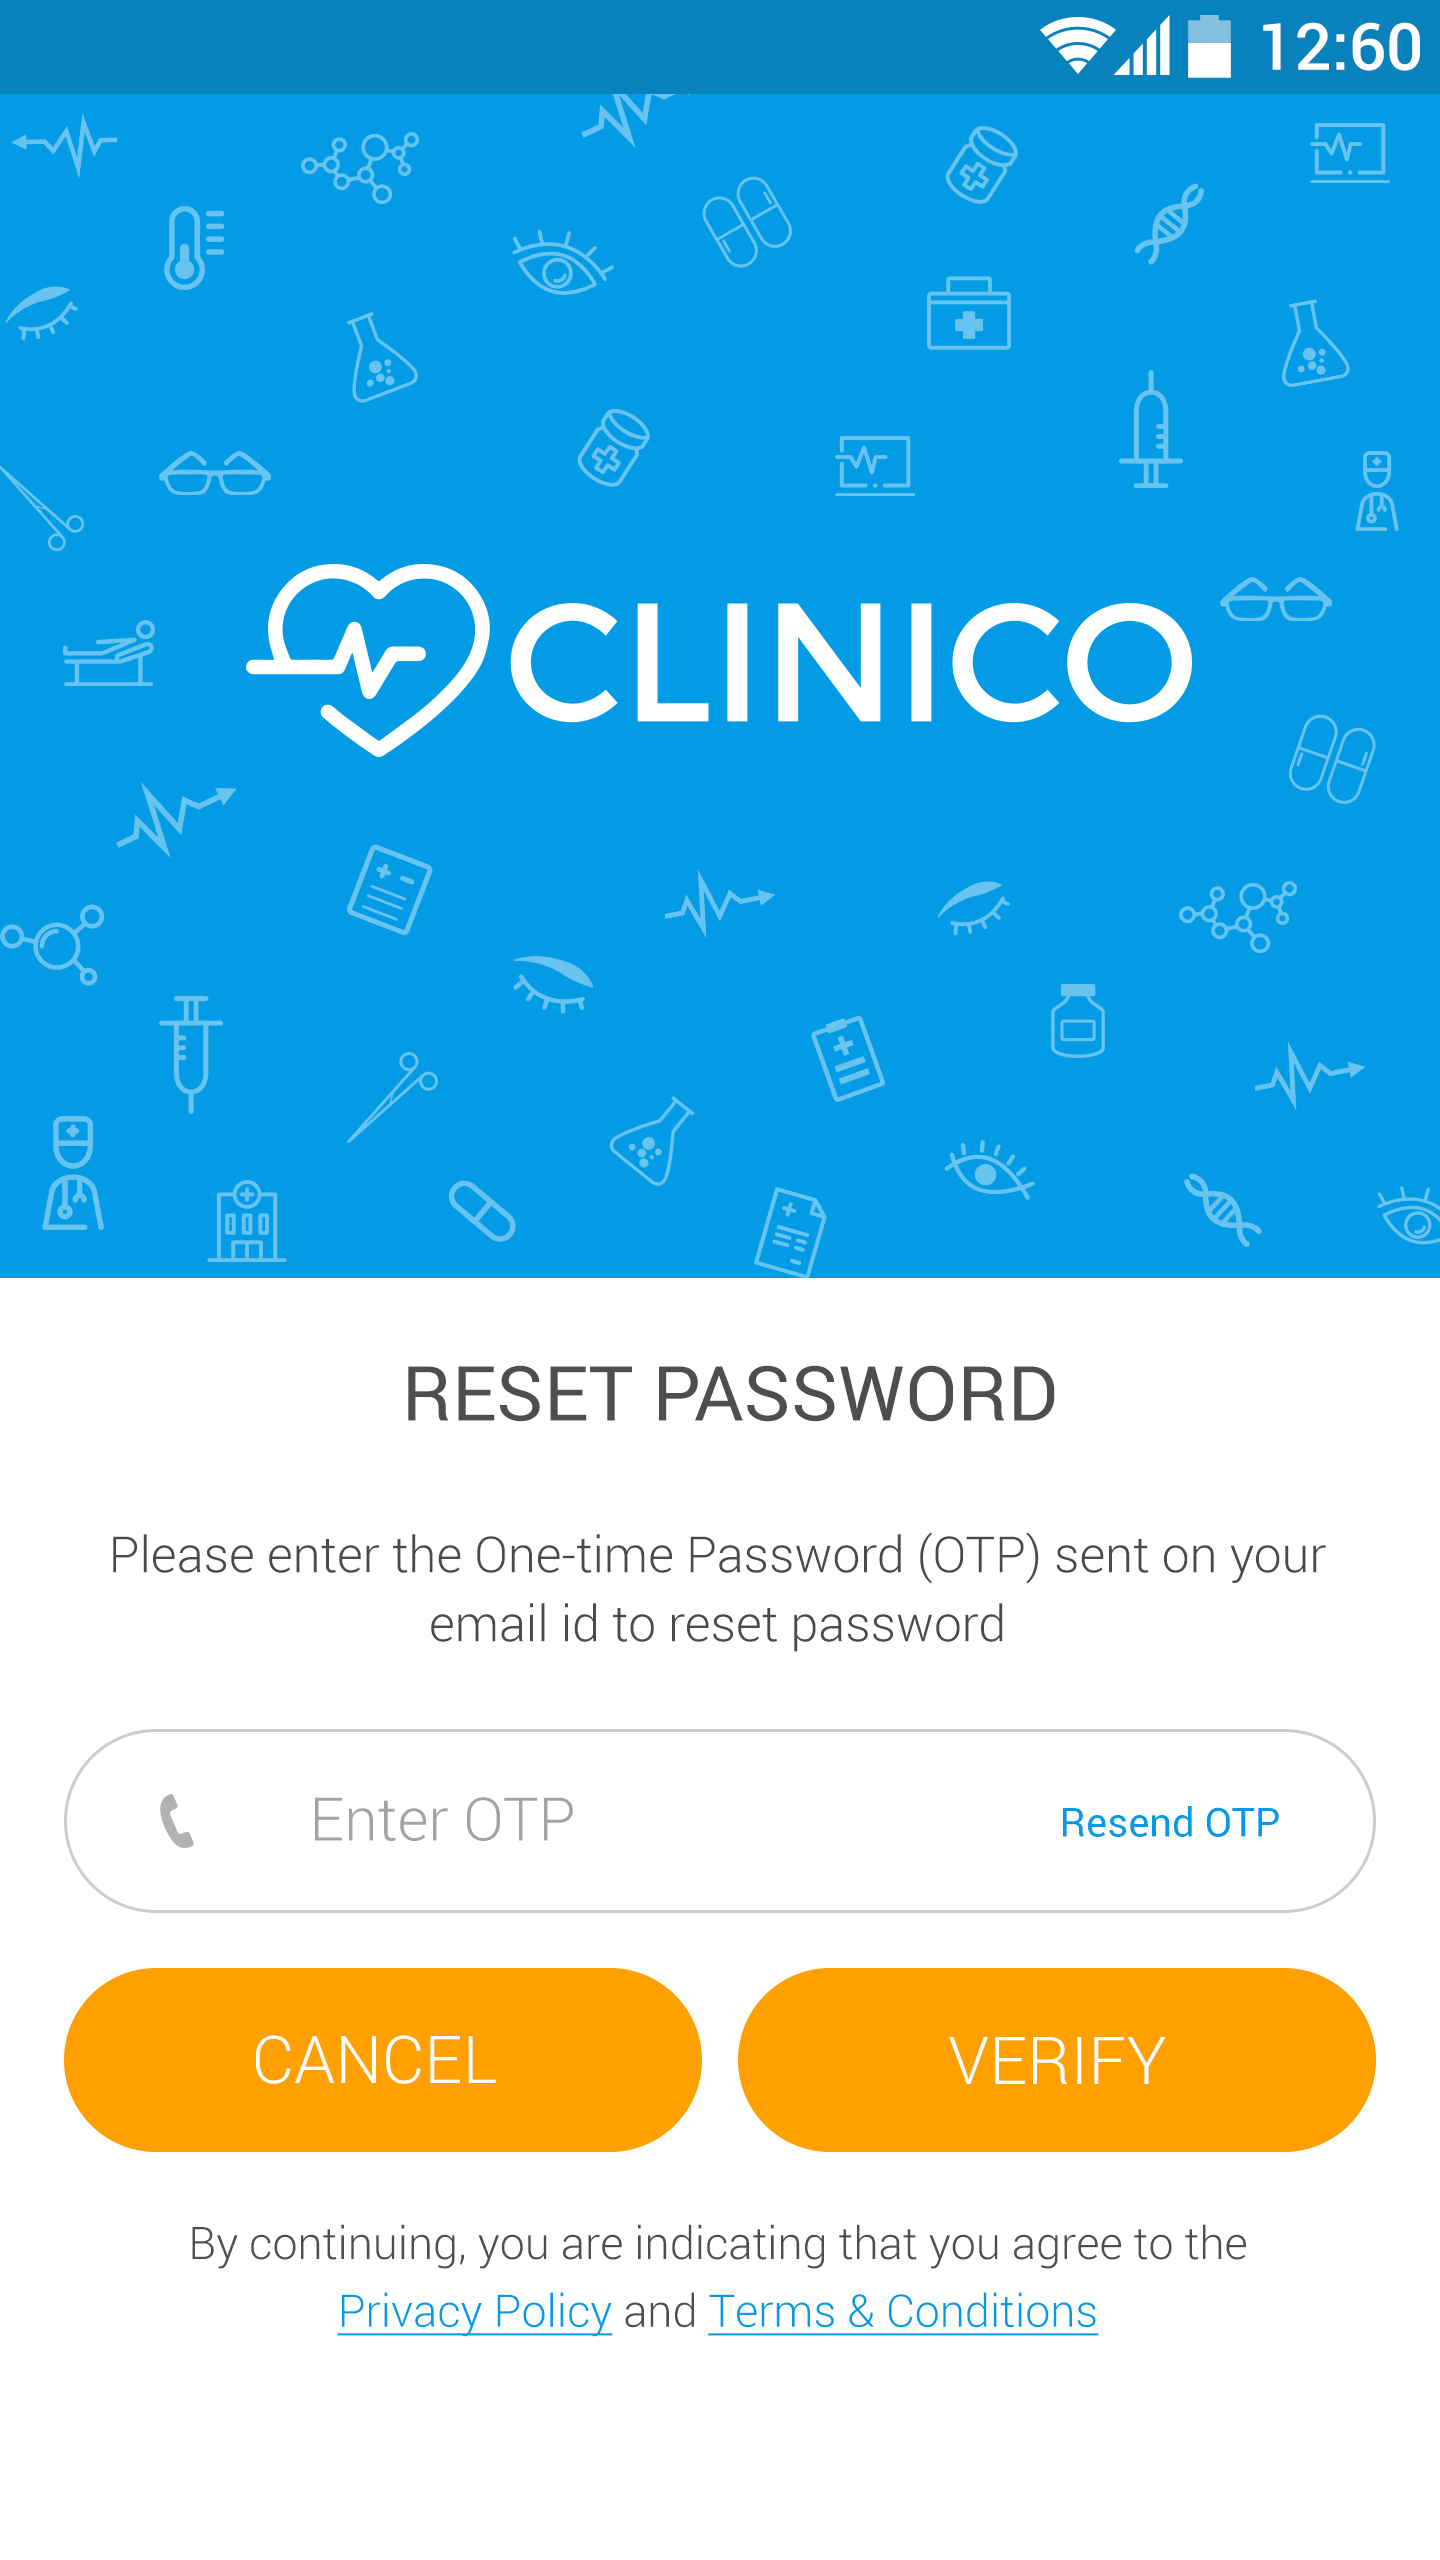 12:60
CLINICO
RESET PASSWORD
Please enter the One-time Password (OTP) sent on your
email id to reset password
Enter OTP
Resend OTP
CANCEL
VERIFY
By continuing, you are indicating that you agree to the
Privacy Policy and Terms & Conditions